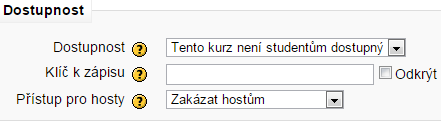 Dostupnost
Dostupnost Tento kurz není studentům dostupný
Klíč k zápisu Odkrýt
Přístup pro hosty Zakázat hostům